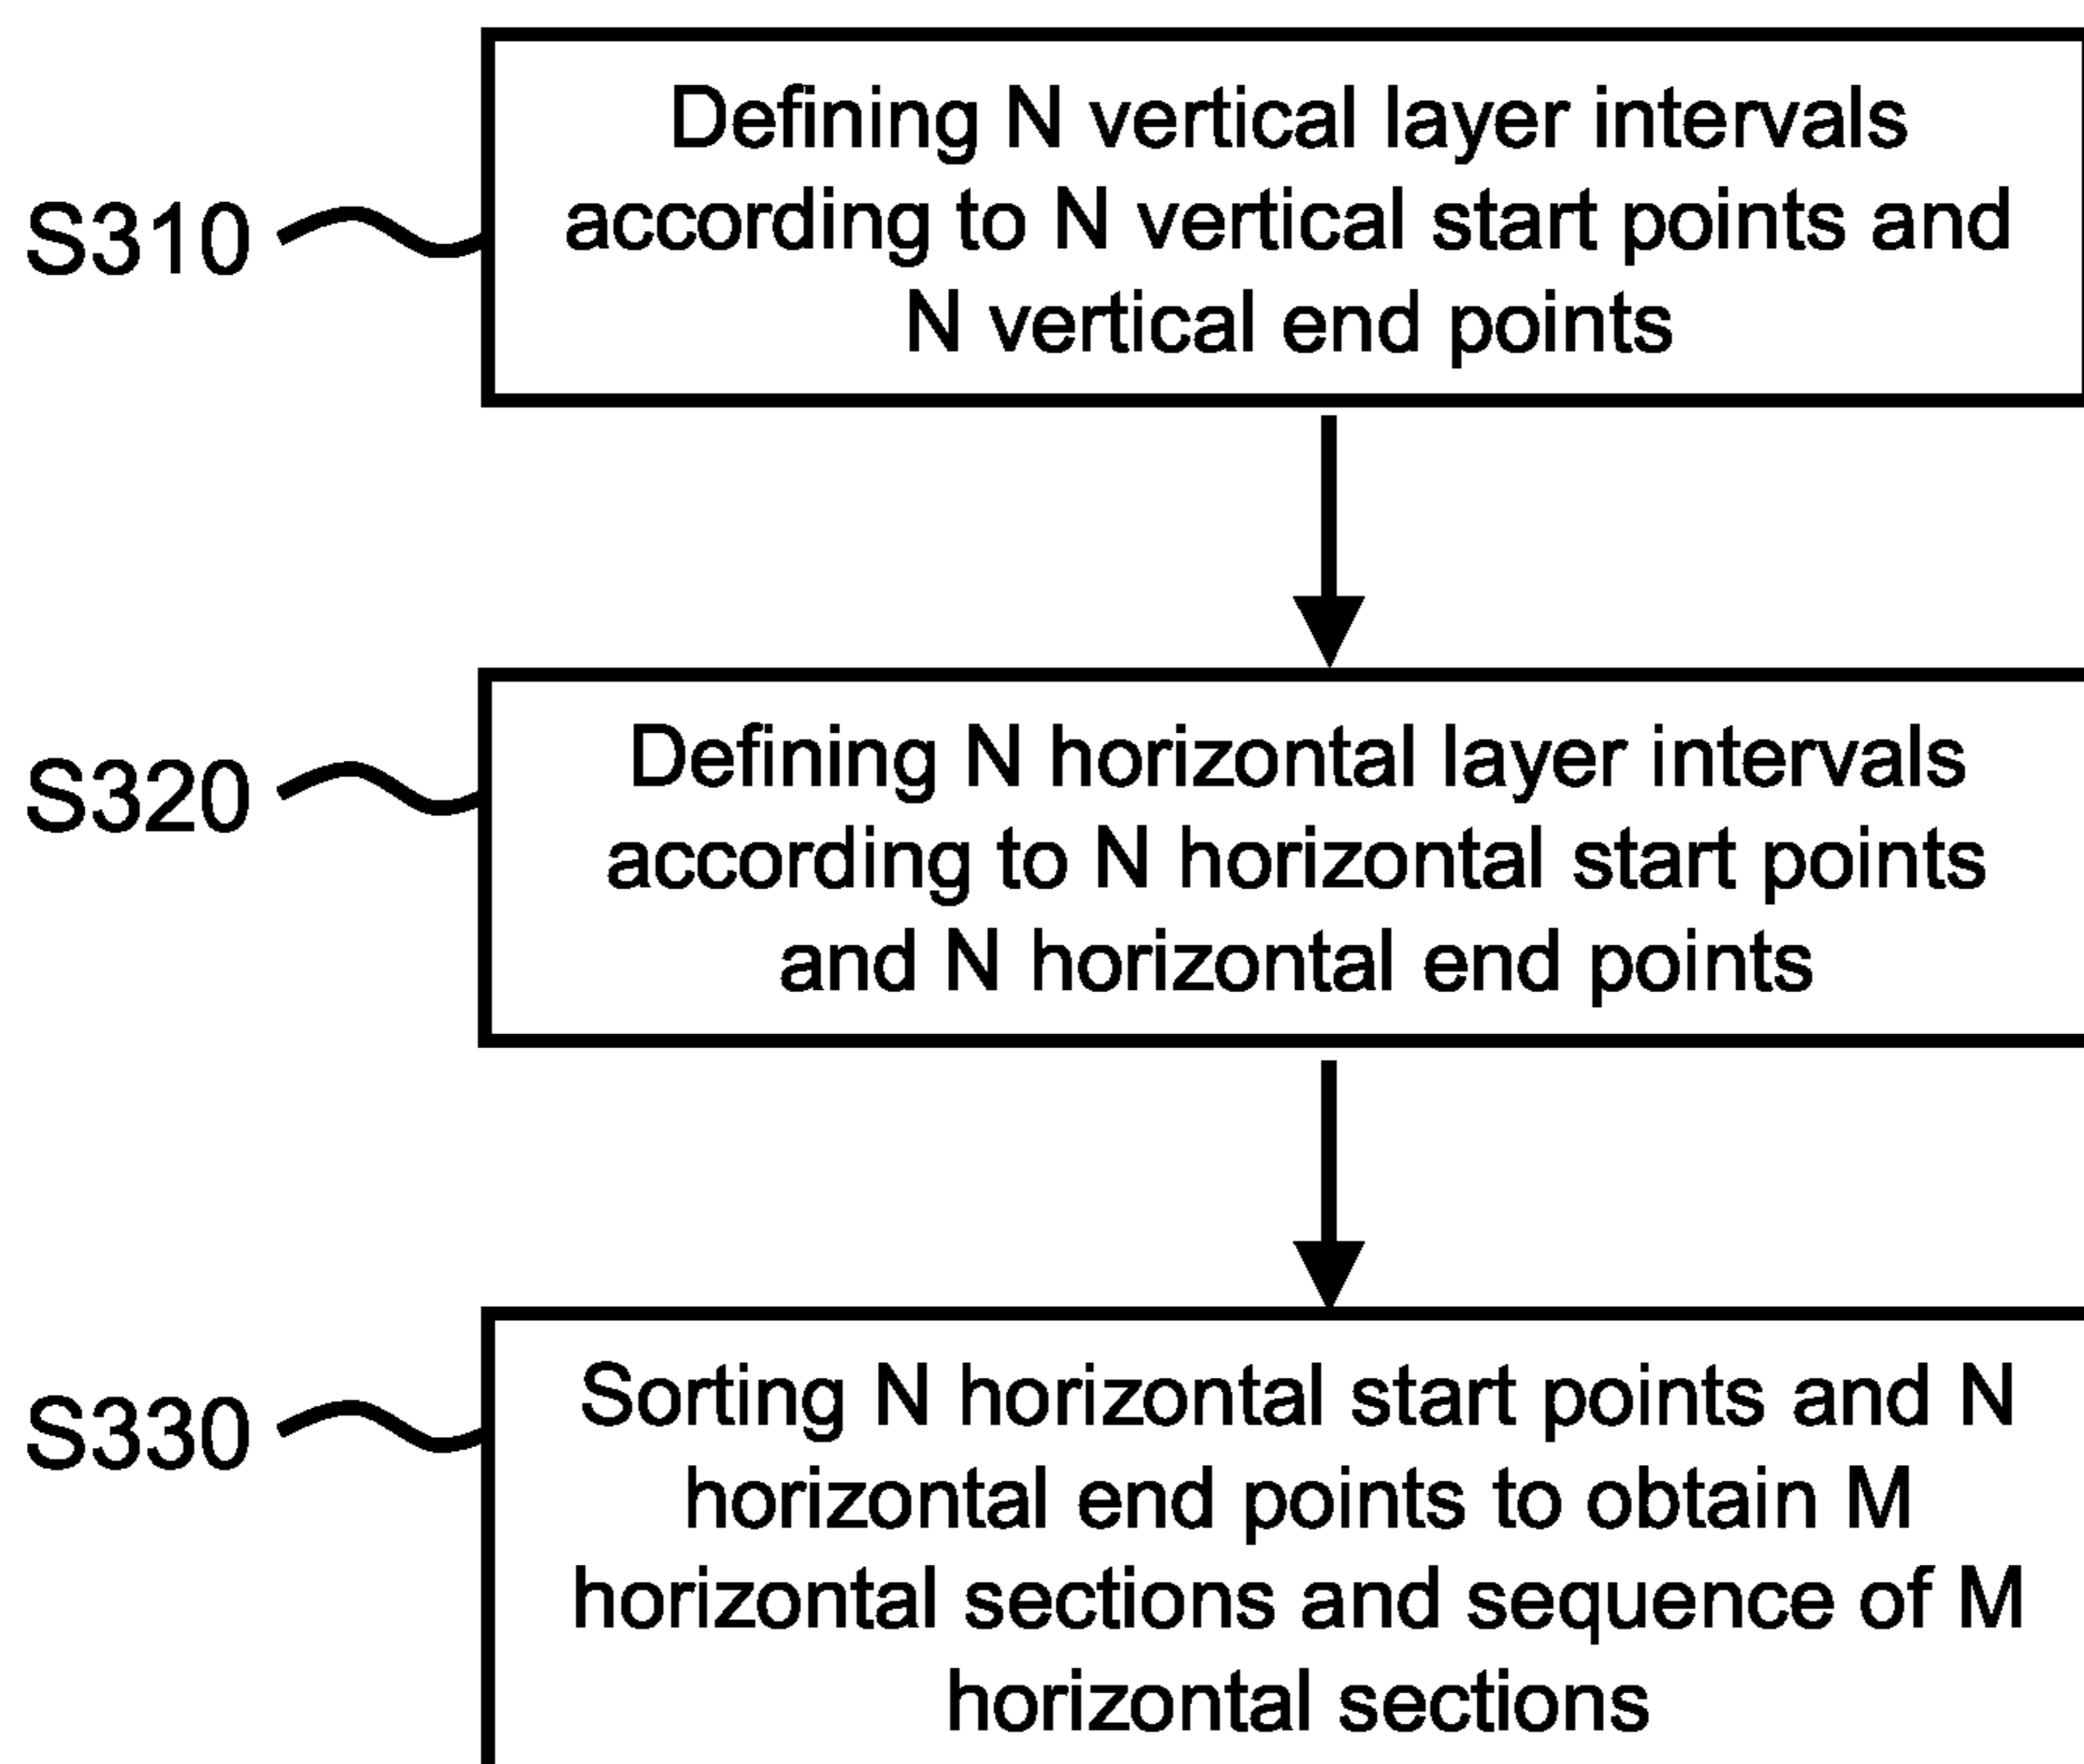 S310
Defining N vertical layer intervals
according to N vertical start points and
N vertical end points
S320
Defining N horizontal layer intervals
according to N horizontal start points
and N horizontal end points
S330
Sorting N horizontal start points and N
horizontal end points to obtain M
horizontal sections and sequence of M
horizontal sections